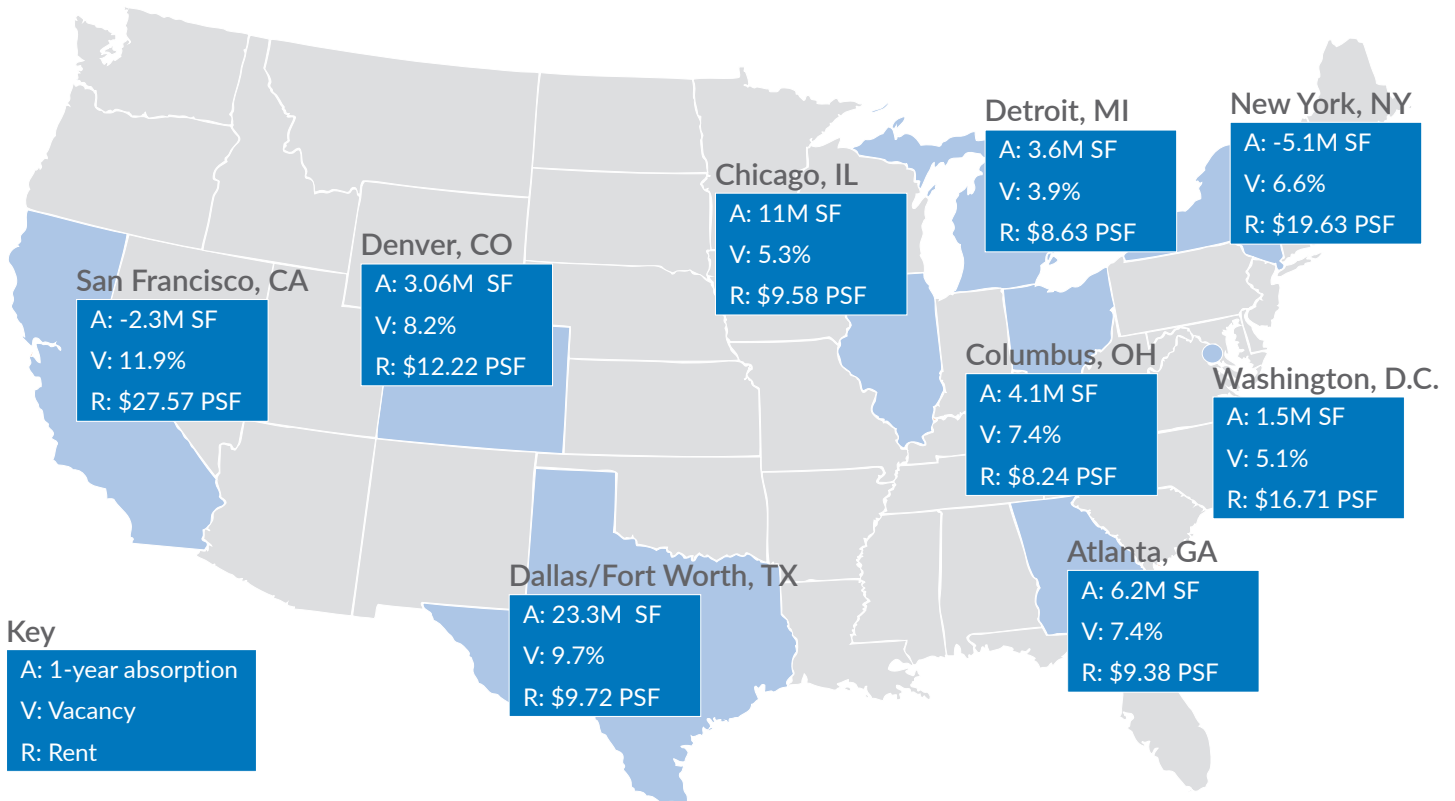 Detroit, MI
A: 3.6M SF
V: 3.9%
R: $8.63 PSF
New York, NY
A: -5.1M SF
V: 6.6%
R: $19.63 PSF
Chicago, IL
A: 11M SF
V: 5.3%
R: $9.58 PSF
Denver, CO
A: 3.06M  SF
V: 8.2%
R: $12.22 PSF
San Francisco, CA
A: -2.3M SF
V: 11.9%
R: $27.57 PSF
Columbus, OH
A: 4.1M SF
V: 7.4%
R: $8.24 PSF
Washington, D.C.
A: 1.5M SF
V: 5.1%
R: $16.71 PSF
Atlanta, GA
A: 6.2M SF
V: 7.4%
R: $9.38 PSF
Dallas/Fort Worth, TX
A: 23.3M  SF
V: 9.7%
R: $9.72 PSF
Key
A: 1-year absorption
V: Vacancy
R: Rent